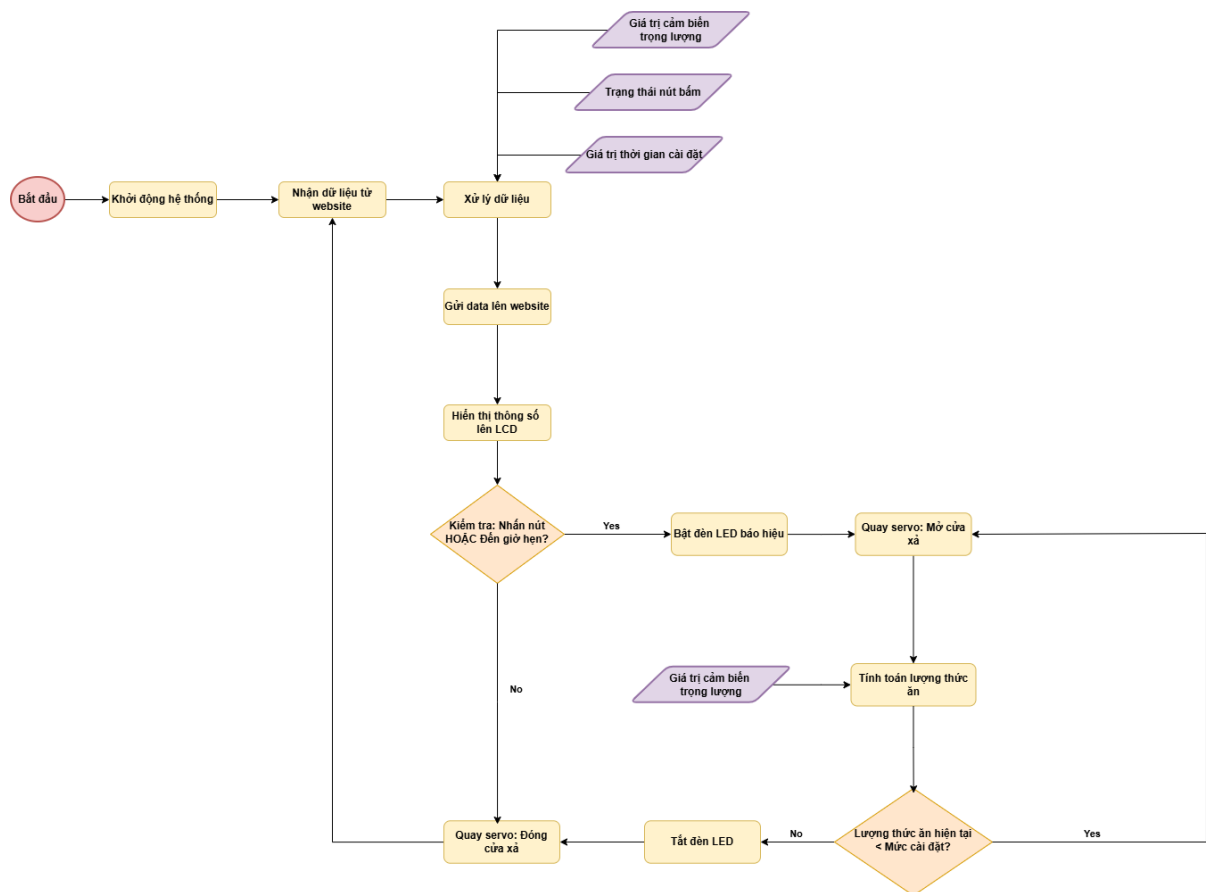 Giá trị cảm biến
trọng lượng
Trạng thái nút bấm
Giá trị thời gian cài đặt
Bắt đầu
Khởi động hệ thống
Nhận dữ liệu từ
website
Xử lý dữ liệu
Gửi data lên website
Hiển thị thông số
lên LCD
Kiểm tra: Nhấn nút
HOẶC Đến giờ hẹn?
Yes
Bật đèn LED báo hiệu
Quay servo: Mở cửa
xả
No
Giá trị cảm biến
trọng lượng
Tính toán lượng thức
ăn
Quay servo: Đóng
cửa xả
Tắt đèn LED
No
Lượng thức ăn hiện tại
< Mức cài đặt?
Yes